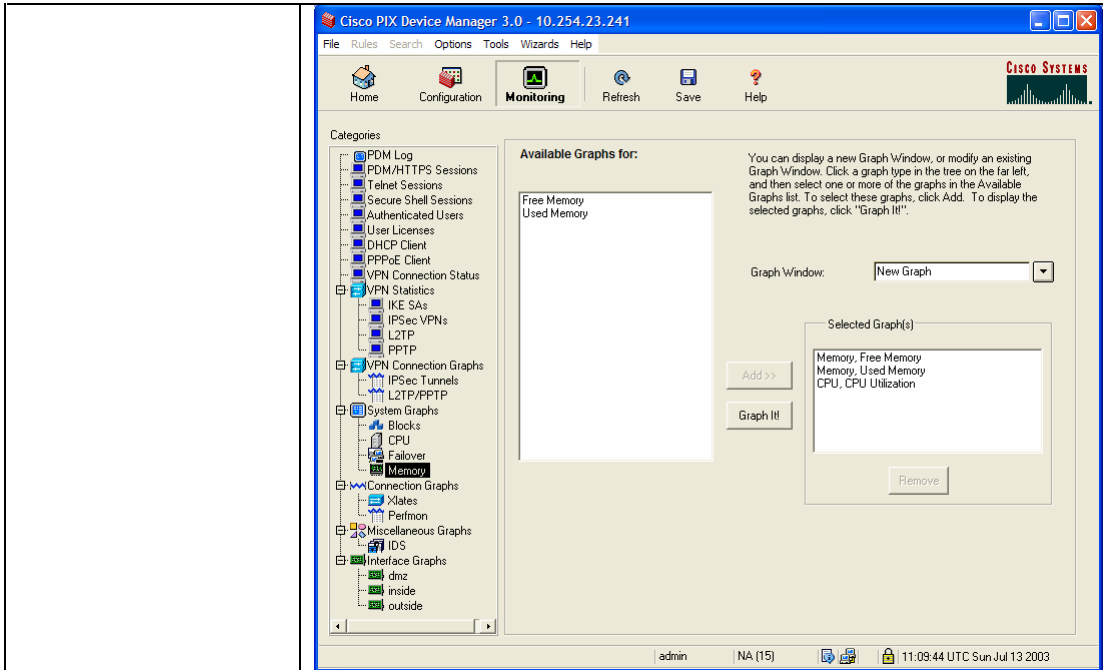 Cisco PIX Device Manager 3.0 - 10.254.23.241
File Rules Search Options Tools Wizards Help
Home Configuration Monitoring Refresh Save Help
CISCO SYSTEMS
Categories
PDM Log
PDM/HTTPS Sessions
Telnet Sessions
Secure Shell Sessions
Authenticated Users
User Licenses
DHCP Client
PPPoE Client
VPN Connection Status
VPN Statistics
IKE SAs
IPSec VPNs
L2TP
PPTP
VPN Connection Graphs
IPSec Tunnels
L2TP/PPTP
System Graphs
Blocks
CPU
Failover
Memory
Connection Graphs
Xlates
Perfmon
Miscellaneous Graphs
IDS
Interface Graphs
dmz
inside
outside
Available Graphs for:
Free Memory
Used Memory
You can display a new Graph Window, or modify an existing
Graph Window. Click a graph type in the tree on the far left,
and then select one or more of the graphs in the Available
Graphs list. To select these graphs, click Add. To display the
selected graphs, click "Graph It!".
Graph Window: New Graph
Selected Graph(s)
Memory, Free Memory
Memory, Used Memory
CPU, CPU Utilization
Add >>
Graph It!
Remove
admin NA (15) 11:09:44 UTC Sun Jul 13 2003